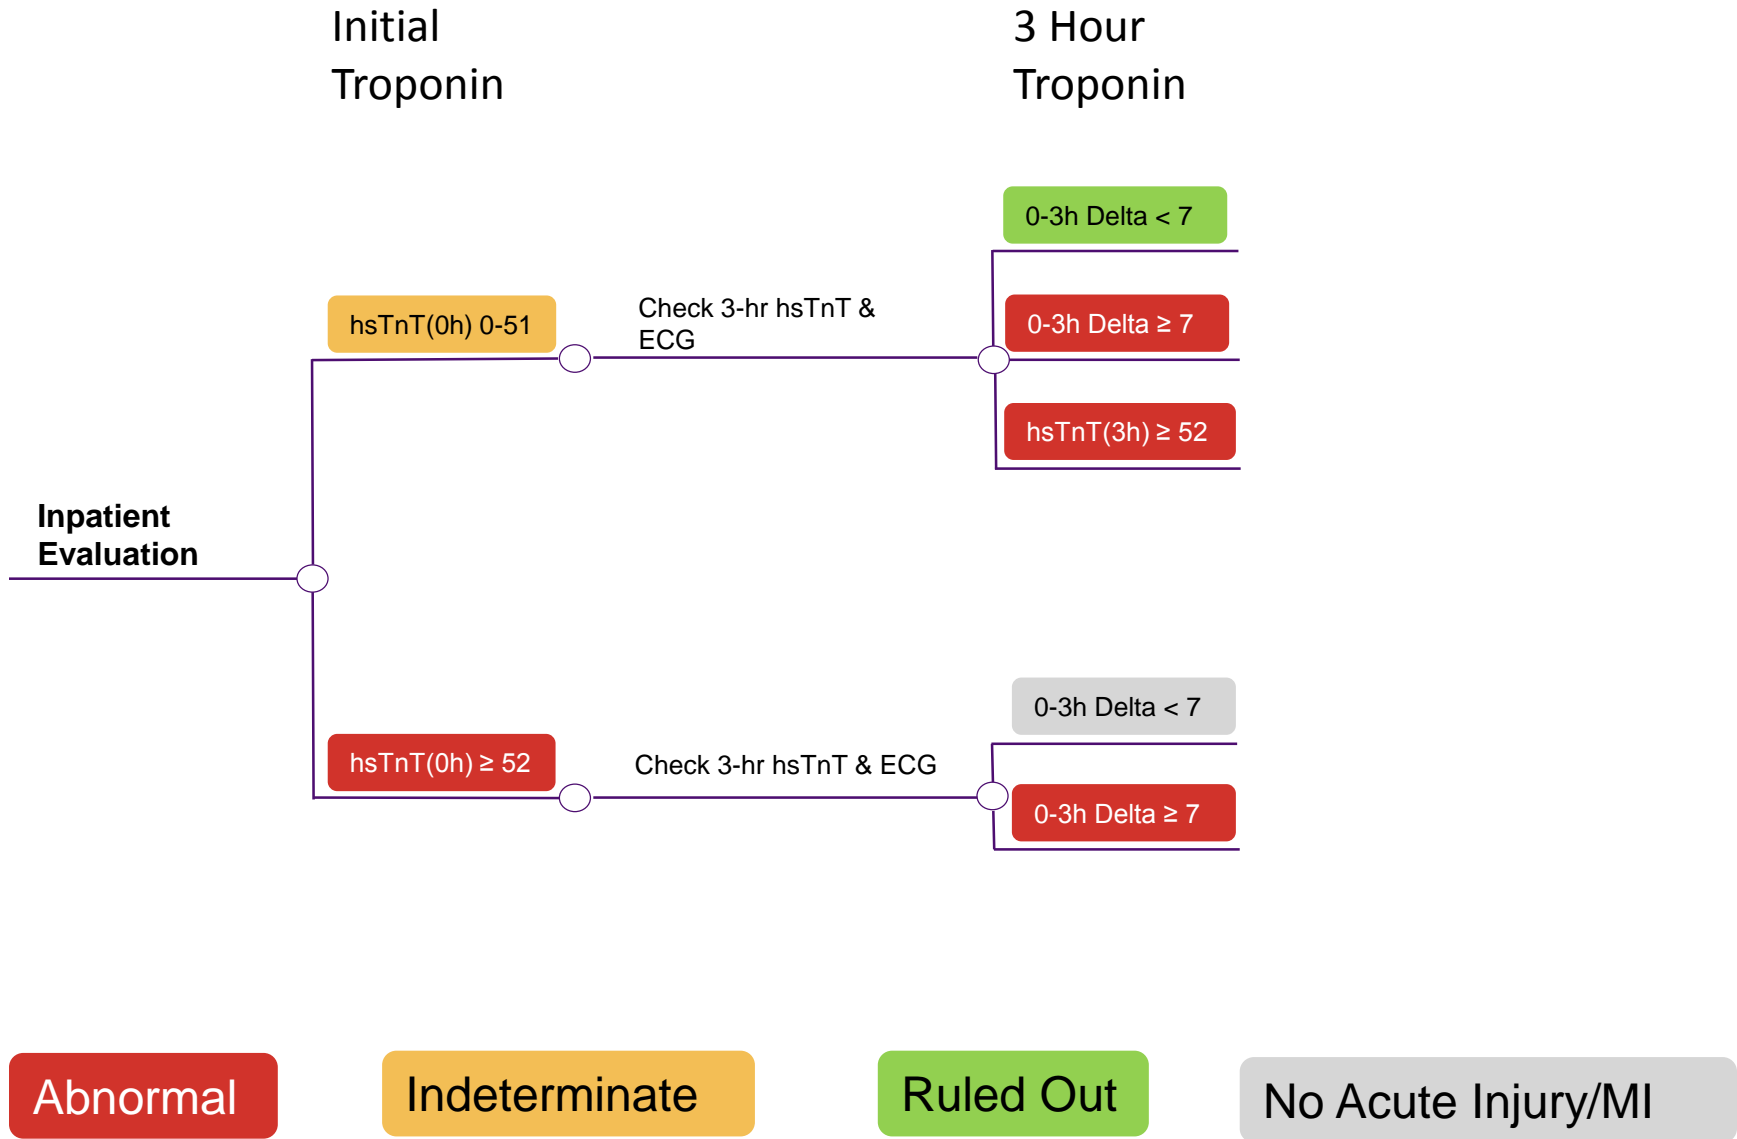 Initial
Troponin
3 Hour
Troponin
0-3h Delta < 7
hsTnT(0h) 0-51
Check 3-hr hsTnT &
ECG
0-3h Delta ≥ 7
hsTnT(3h) ≥ 52
Inpatient
Evaluation
0-3h Delta < 7
hsTnT(0h) ≥ 52
Check 3-hr hsTnT & ECG
0-3h Delta ≥ 7
Abnormal
Indeterminate
Ruled Out
No Acute Injury/MI